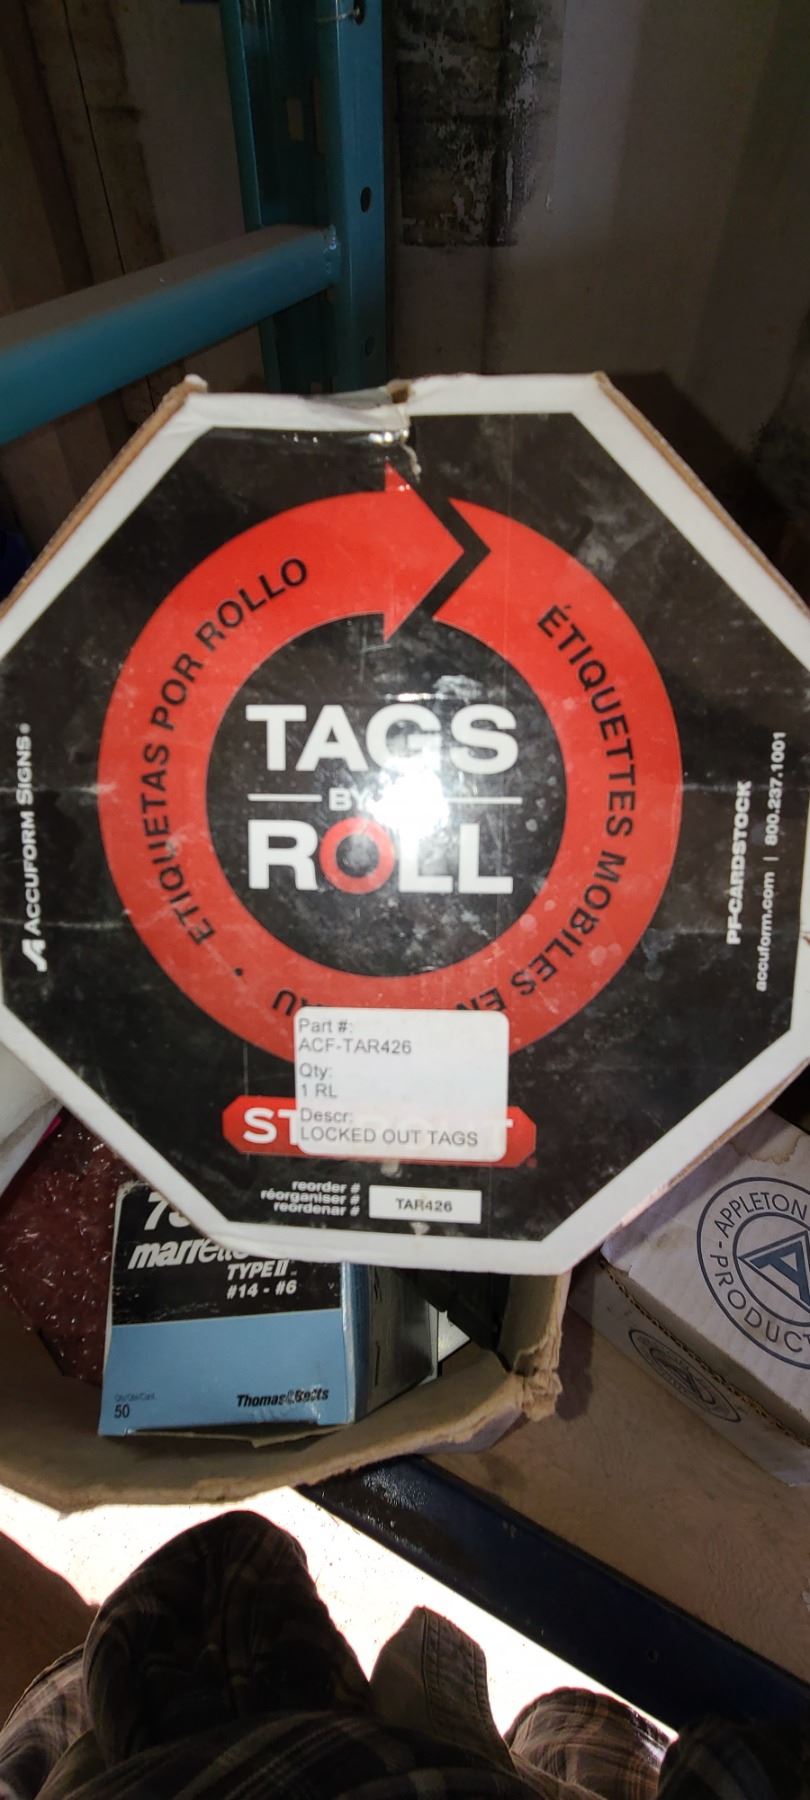 ETIQUETAS POR ROLLO
ÉTIQUETTES MOBILES EN
TAGS
BY
ROLL
ACCUFORM SIGNS®
PF-CARDSTOCK
accuform.com | 800.237.1001
Part #:
ACF-TAR426
Qty:
1 RL
Descr:
LOCKED OUT TAGS
reorder #
réorganiser #
reordenar #
TAR426
TYPE II
#14 - #6
50
Thomas&Betts
APPLETON
PRODUCT